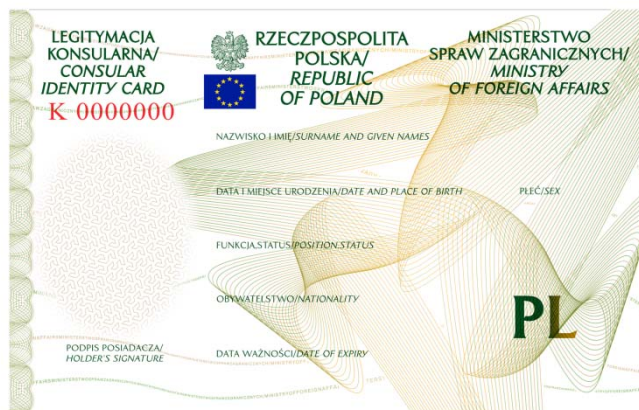 LEGITYMACJA
KONSULARNA/
CONSULAR
IDENTITY CARD
K 0000000
RZECZPOSPOLITA
POLSKA/
REPUBLIC
OF POLAND
MINISTERSTWO
SPRAW ZAGRANICZNYCH/
MINISTRY
OF FOREIGN AFFAIRS
NAZWISKO I IMIĘ/SURNAME AND GIVEN NAMES
DATA I MIEJSCE URODZENIA/DATE AND PLACE OF BIRTH
PŁEĆ/SEX
FUNKCJA,STATUS/POSITION,STATUS
OBYWATELSTWO/NATIONALITY
PL
PODPIS POSIADACZA/
HOLDER'S SIGNATURE
DATA WAŻNOŚCI/DATE OF EXPIRY